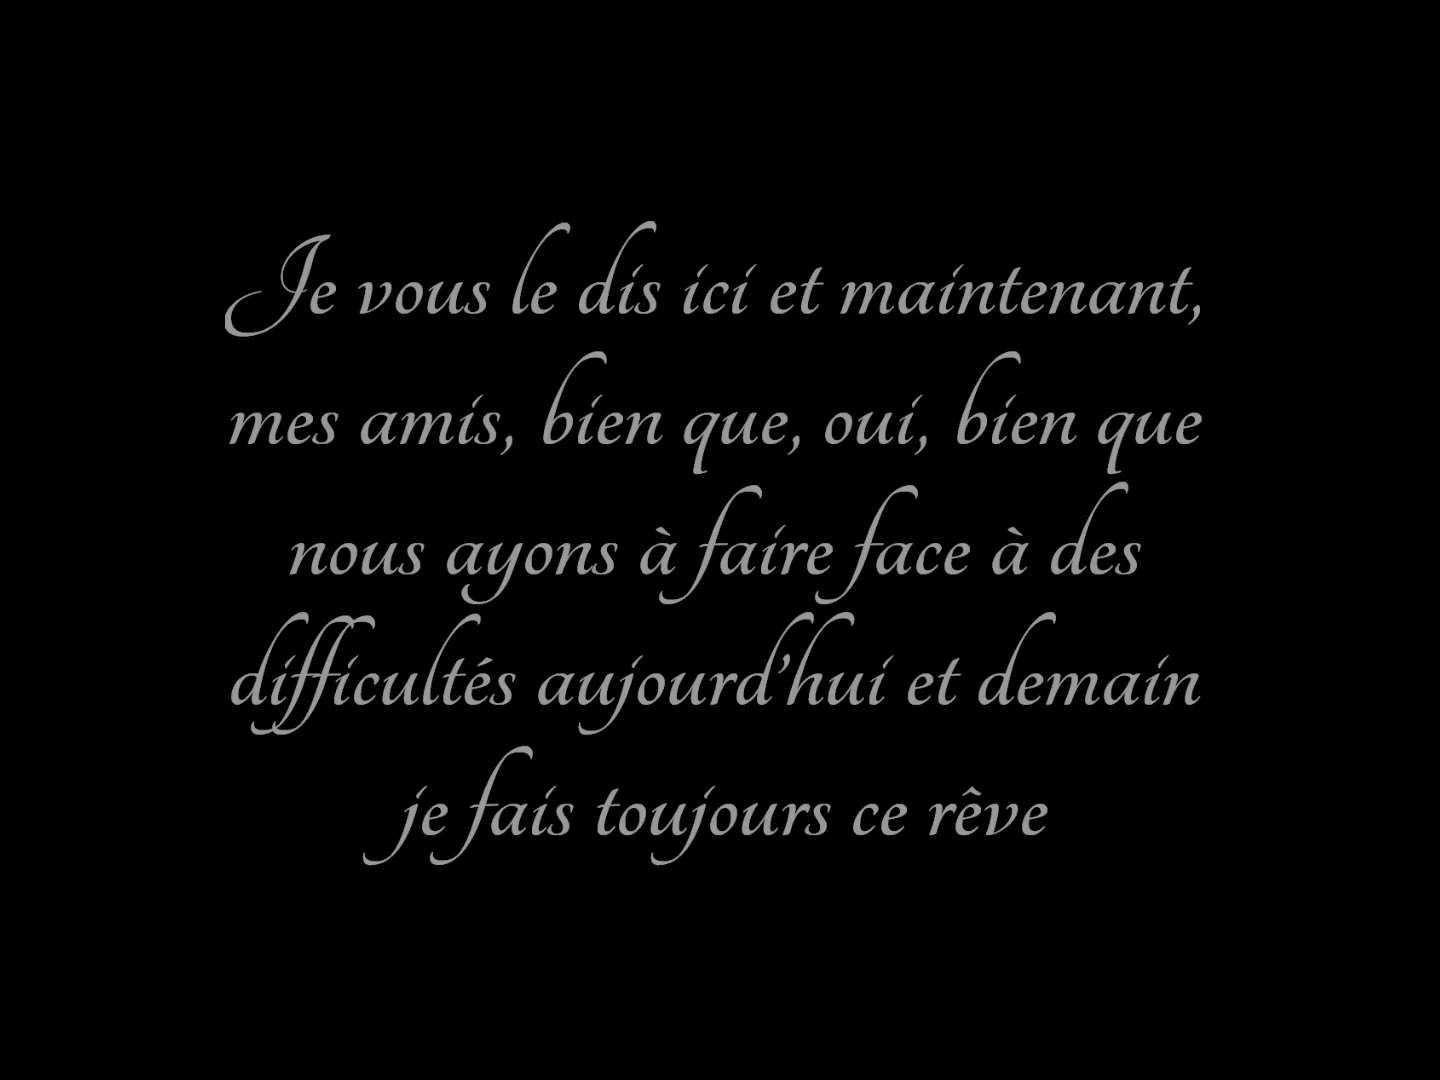 Je vous le dis ici et maintenant,
mes amis, bien que, oui, bien que
nous ayons à faire face à des
difficultés aujourd'hui et demain
je fais toujours ce rêve